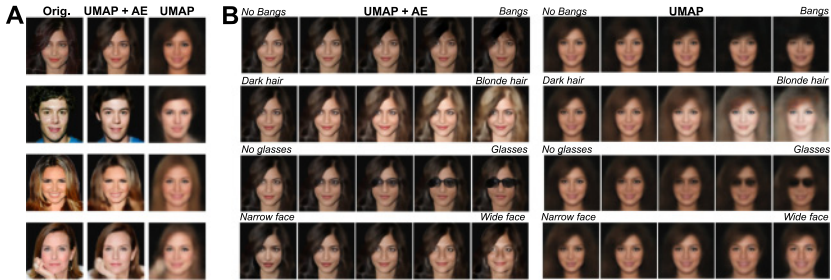 A
Orig. UMAP + AE UMAP
B
No Bangs UMAP + AE Bangs
Dark hair Blonde hair
No glasses Glasses
Narrow face Wide face
No Bangs UMAP Bangs
Dark hair Blonde hair
No glasses Glasses
Narrow face Wide face